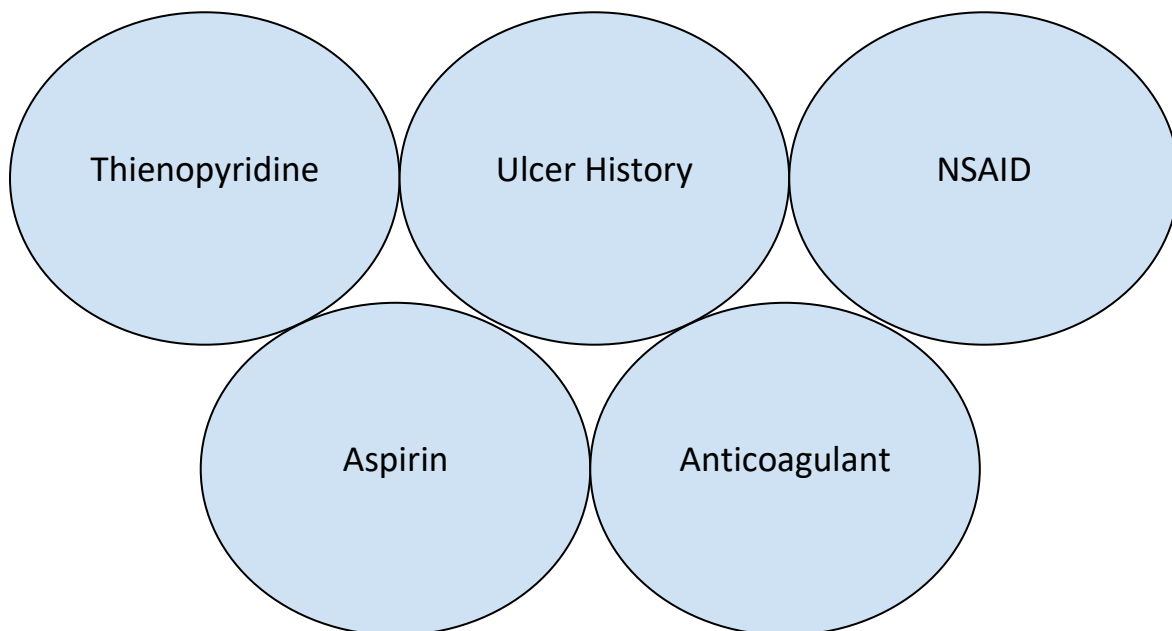 Thienopyridine
Ulcer History
NSAID
Aspirin
Anticoagulant